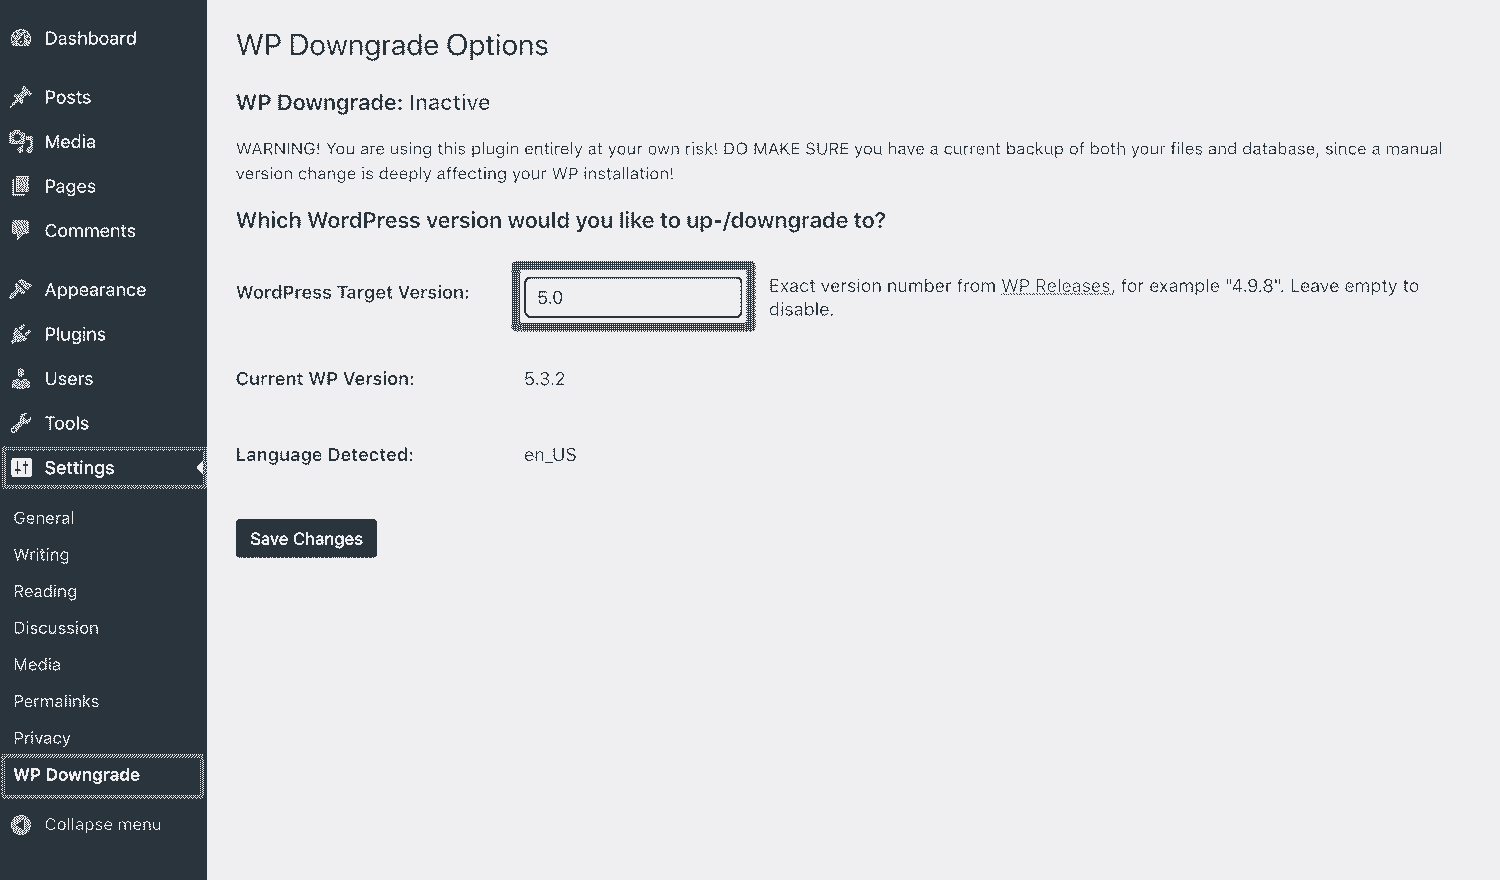 Dashboard
Posts
Media
Pages
Comments
Appearance
Plugins
Users
Tools
Settings
General
Writing
Reading
Discussion
Media
Permalinks
Privacy
WP Downgrade
Collapse menu
WP Downgrade Options
WP Downgrade: Inactive
WARNING! You are using this plugin entirely at your own risk! DO MAKE SURE you have a current backup of both your files and database, since a manual
version change is deeply affecting your WP installation!
Which WordPress version would you like to up-/downgrade to?
WordPress Target Version:
5.0
Exact version number from WP Releases, for example "4.9.8". Leave empty to
disable.
Current WP Version:
5.3.2
Language Detected:
en_US
Save Changes